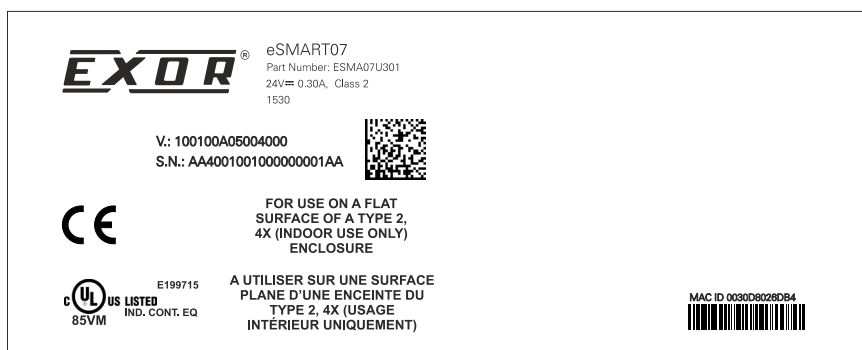 EXOR®
eSMART07
Part Number: ESMA07U301
24V⎓ 0.30A, Class 2
1530
V.: 100100A05004000
S.N.: AA4001001000000001AA
CE
FOR USE ON A FLAT
SURFACE OF A TYPE 2,
4X (INDOOR USE ONLY)
ENCLOSURE
C UL US LISTED
E199715
IND. CONT. EQ
85VM
A UTILISER SUR UNE SURFACE
PLANE D'UNE ENCEINTE DU
TYPE 2, 4X (USAGE
INTÉRIEUR UNIQUEMENT)
MAC ID 0030D8026DB4